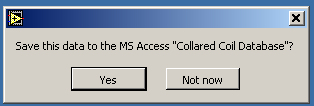 Save this data to the MS Access "Collared Coil Database"?
Yes Not now